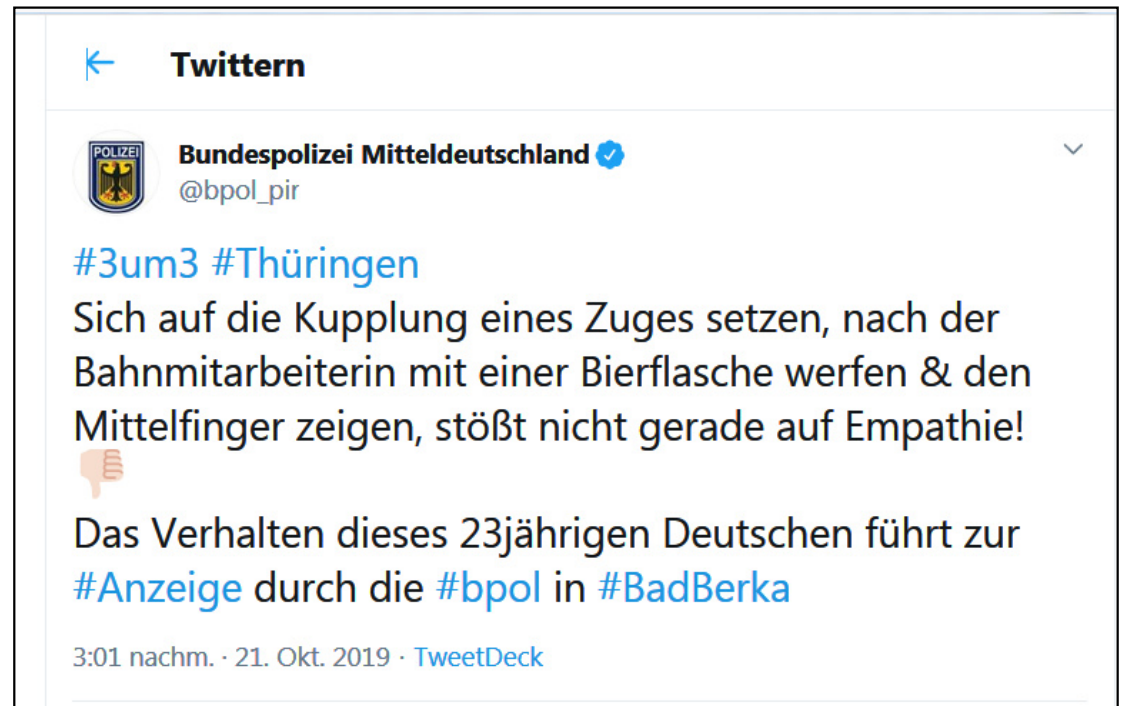 Twittern
POLIZEI
Bundespolizei Mitteldeutschland
@bpol_pir
#3um3 #Thüringen
Sich auf die Kupplung eines Zuges setzen, nach der
Bahnmitarbeiterin mit einer Bierflasche werfen & den
Mittelfinger zeigen, stößt nicht gerade auf Empathie!
👎🏻
Das Verhalten dieses 23jährigen Deutschen führt zur
#Anzeige durch die #bpol in #BadBerka
3:01 nachm. · 21. Okt. 2019 · TweetDeck